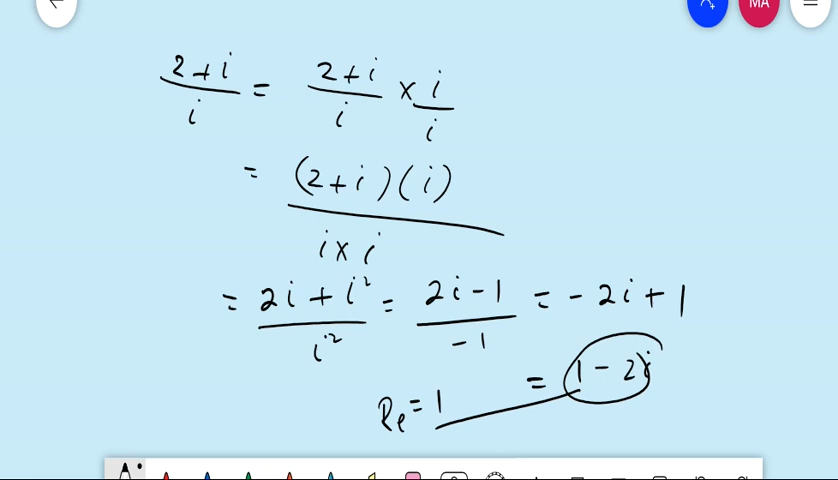 MA
(2+i)/i = (2+i)/i × i/i
= (2+i)(i)/(i×i)
= (2i+i²)/i² = (2i-1)/-1 = -2i+1
= 1-2i
Re=1